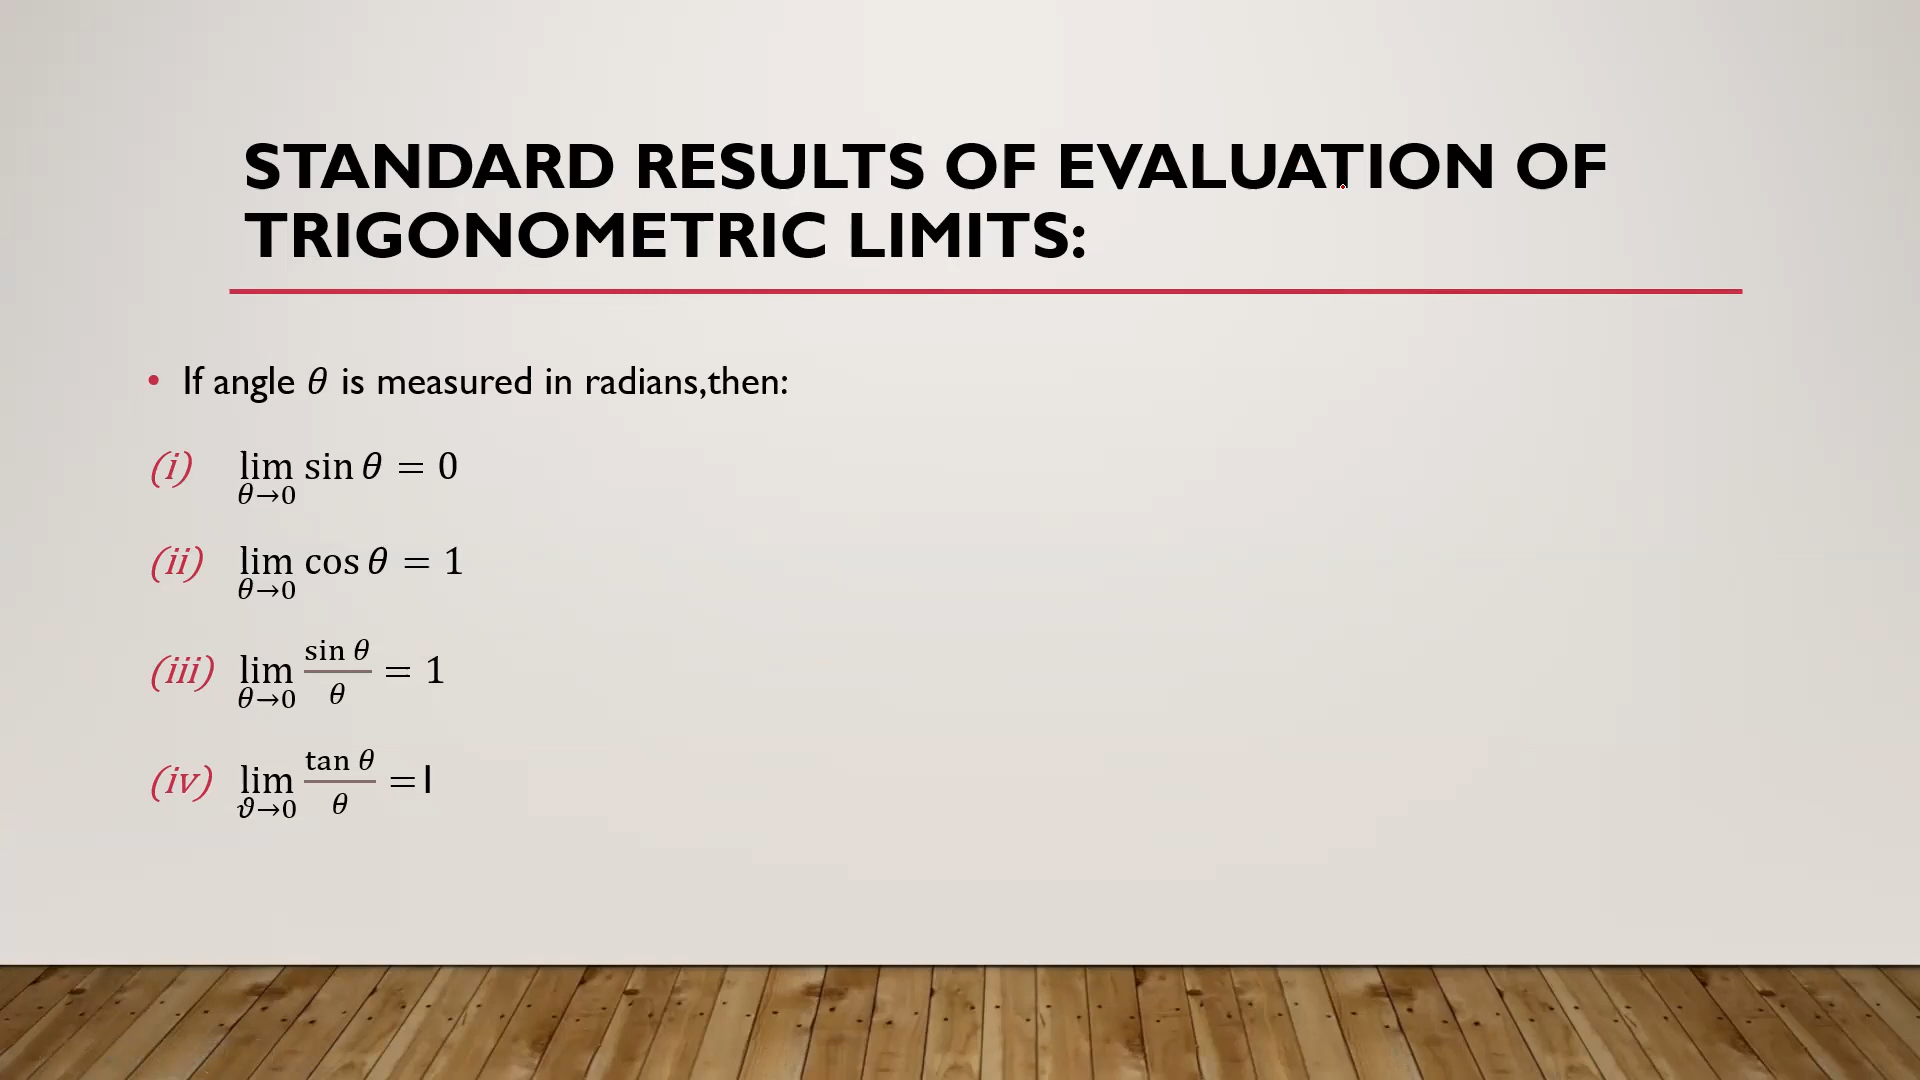 STANDARD RESULTS OF EVALUATION OF
TRIGONOMETRIC LIMITS:
• If angle θ is measured in radians,then:
(i) lim θ→0 sin θ = 0
(ii) lim θ→0 cos θ = 1
(iii) lim θ→0 sin θ / θ = 1
(iv) lim ϑ→0 tan θ / θ =1